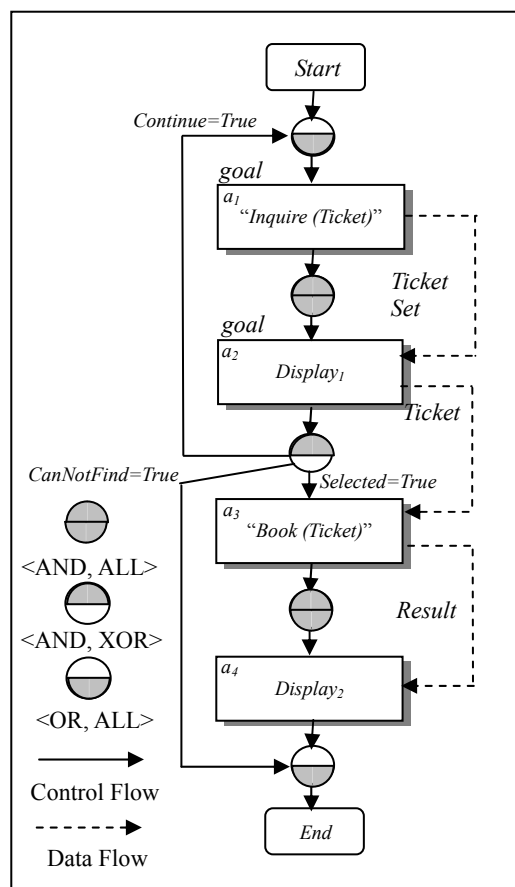 Start
Continue=True
goal
a1
“Inquire (Ticket)”
Ticket
Set
goal
a2
Display1
Ticket
CanNotFind=True
Selected=True
a3
“Book (Ticket)”
<AND, ALL>
Result
<AND, XOR>
a4
Display2
<OR, ALL>
Control Flow
End
Data Flow